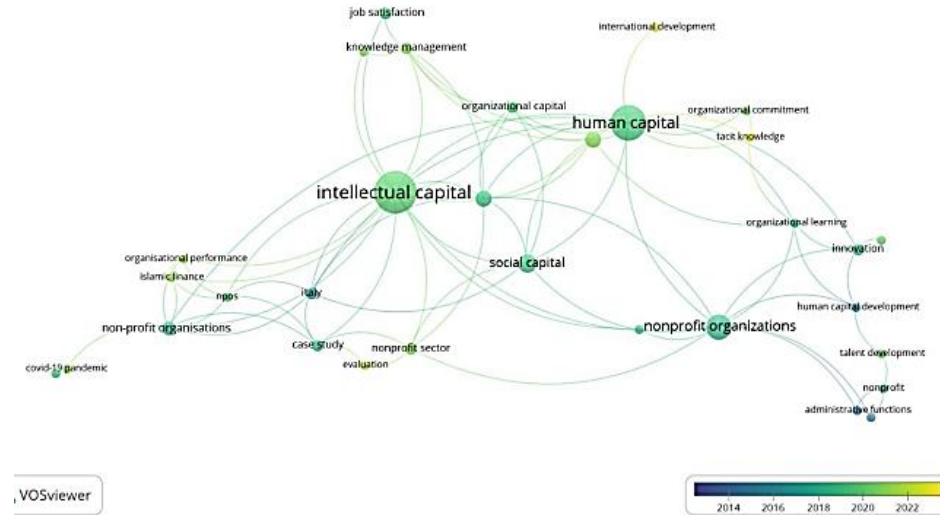 job satisfaction
international development
knowledge management
organizational capital
organizational commitment
human capital
tacit knowledge
intellectual capital
organizational learning
innovation
organisational performance
social capital
islamic finance
npos
italy
human capital development
non-profit organisations
nonprofit organizations
case study
nonprofit sector
talent development
evaluation
covid-19 pandemic
nonprofit
administrative functions
VOSviewer
2014 2016 2018 2020 2022